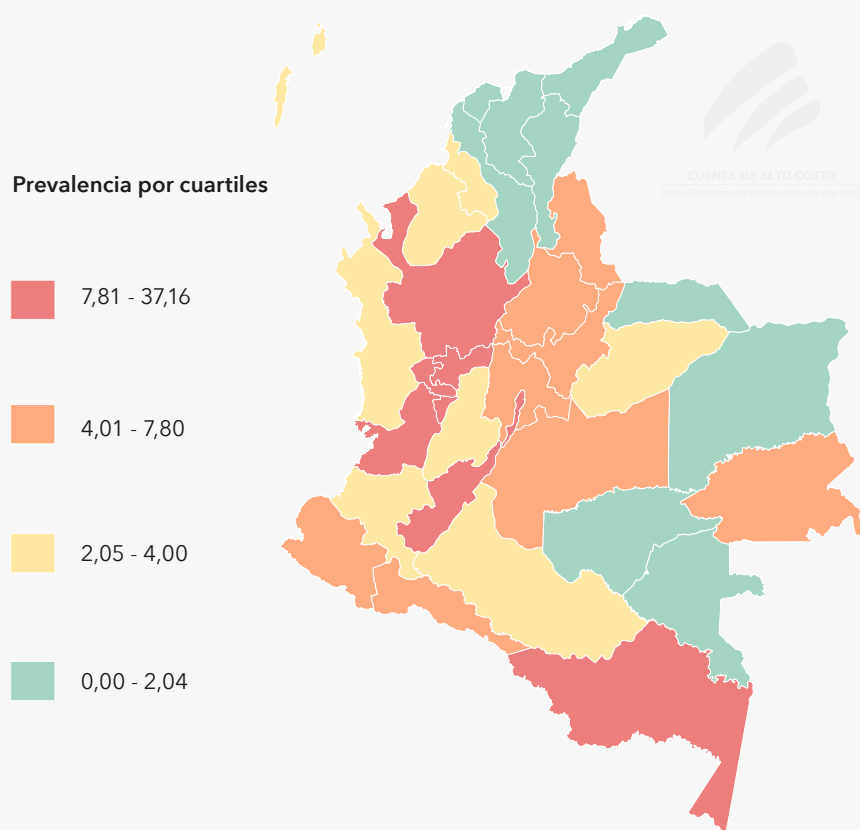 CUENTA DE ALTO COSTO
Prevalencia por cuartiles
7,81 - 37,16
4,01 - 7,80
2,05 - 4,00
0,00 - 2,04